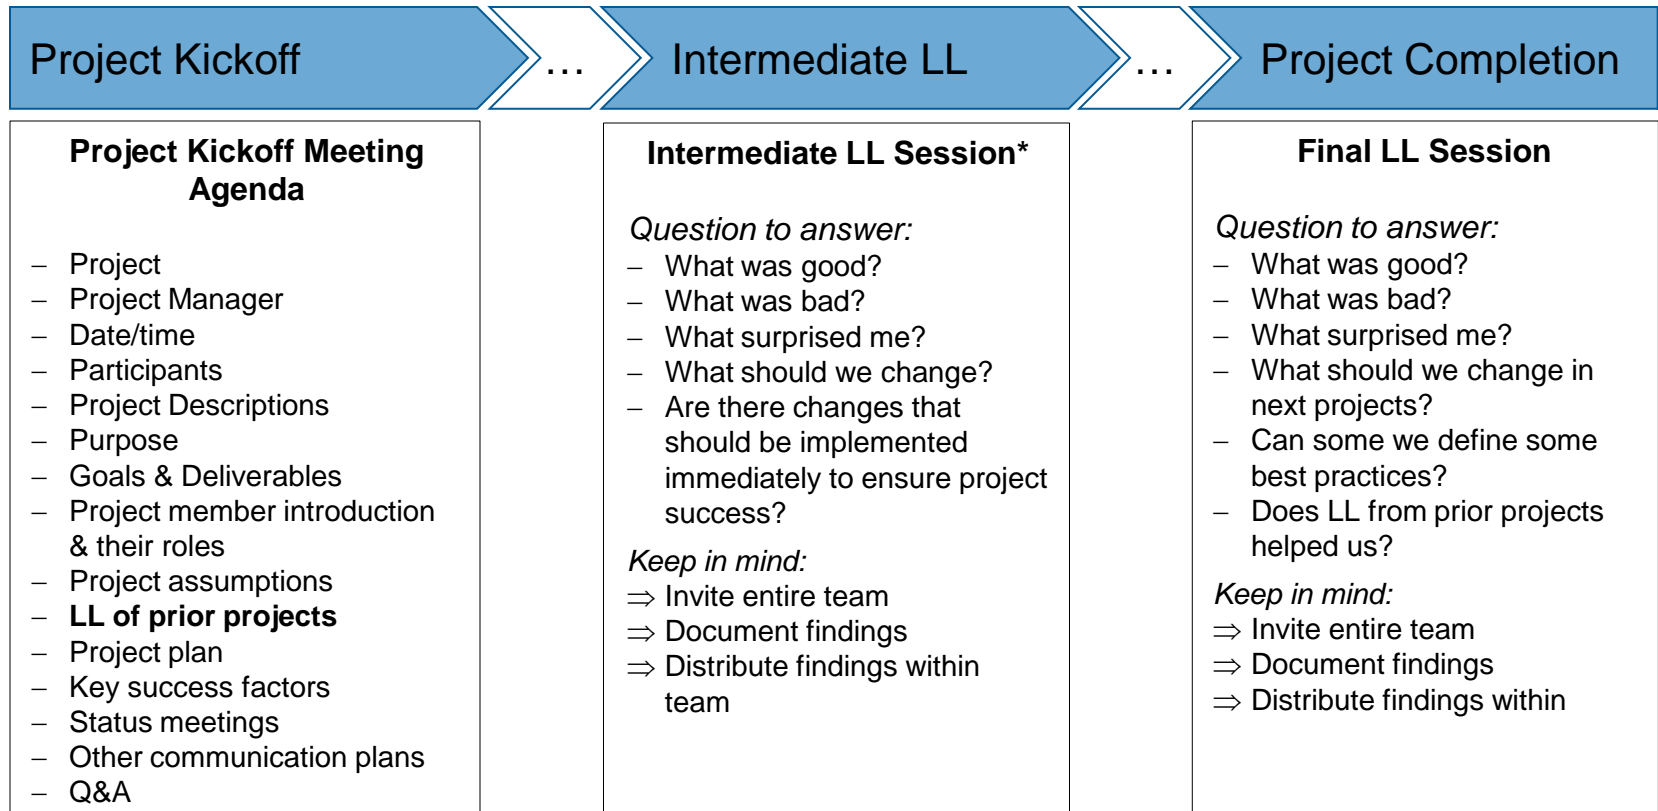 Project Kickoff
...
Intermediate LL
...
Project Completion
Project Kickoff Meeting
Agenda
– Project
– Project Manager
– Date/time
– Participants
– Project Descriptions
– Purpose
– Goals & Deliverables
– Project member introduction
& their roles
– Project assumptions
– LL of prior projects
– Project plan
– Key success factors
– Status meetings
– Other communication plans
– Q&A
Intermediate LL Session*
Question to answer:
– What was good?
– What was bad?
– What surprised me?
– What should we change?
– Are there changes that
should be implemented
immediately to ensure project
success?
Keep in mind:
⇒ Invite entire team
⇒ Document findings
⇒ Distribute findings within
team
Final LL Session
Question to answer:
– What was good?
– What was bad?
– What surprised me?
– What should we change in
next projects?
– Can some we define some
best practices?
– Does LL from prior projects
helped us?
Keep in mind:
⇒ Invite entire team
⇒ Document findings
⇒ Distribute findings within